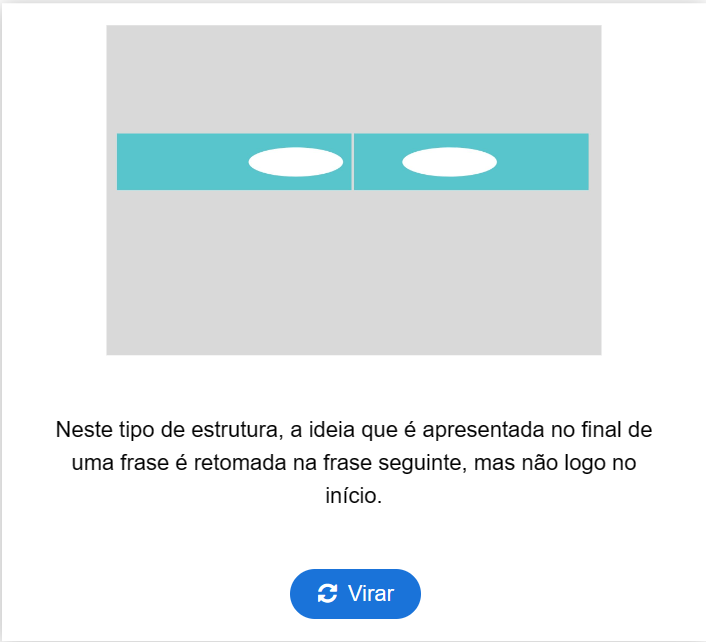 Neste tipo de estrutura, a ideia que é apresentada no final de
uma frase é retomada na frase seguinte, mas não logo no
início.
Virar